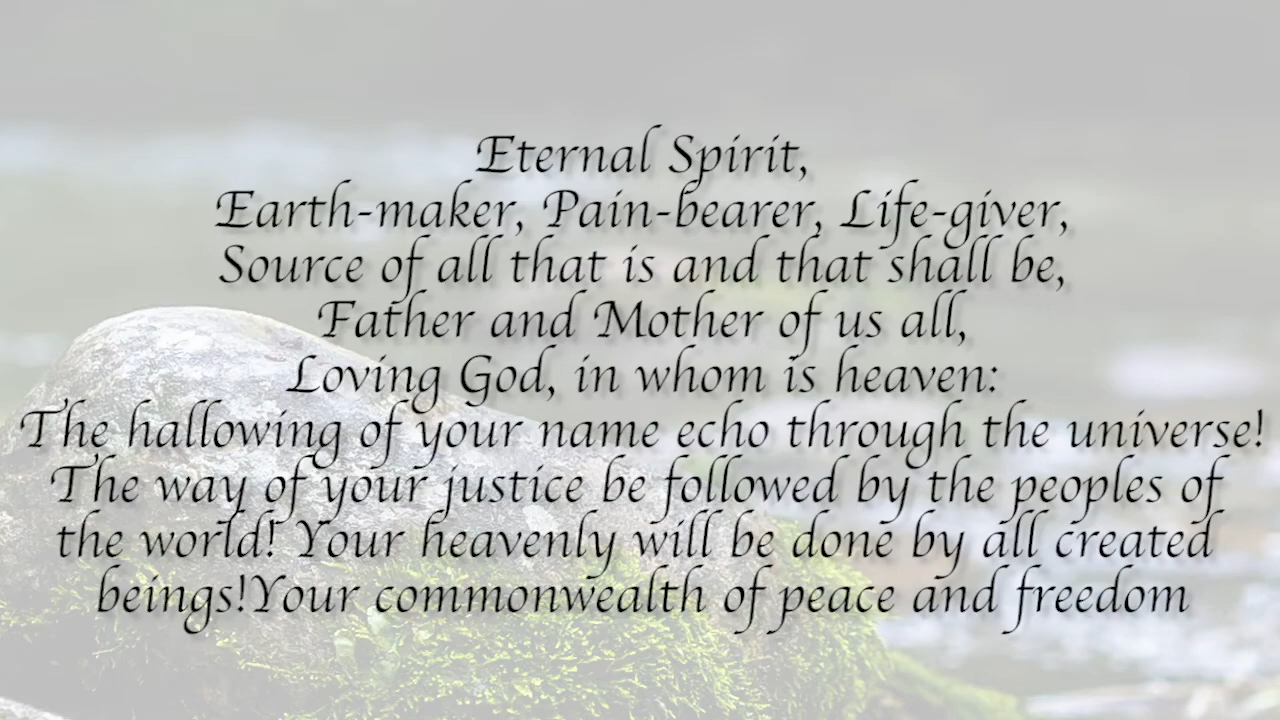 Eternal Spirit,
Earth-maker, Pain-bearer, Life-giver,
Source of all that is and that shall be,
Father and Mother of us all,
Loving God, in whom is heaven:
The hallowing of your name echo through the universe!
The way of your justice be followed by the peoples of
the world! Your heavenly will be done by all created
beings!Your commonwealth of peace and freedom